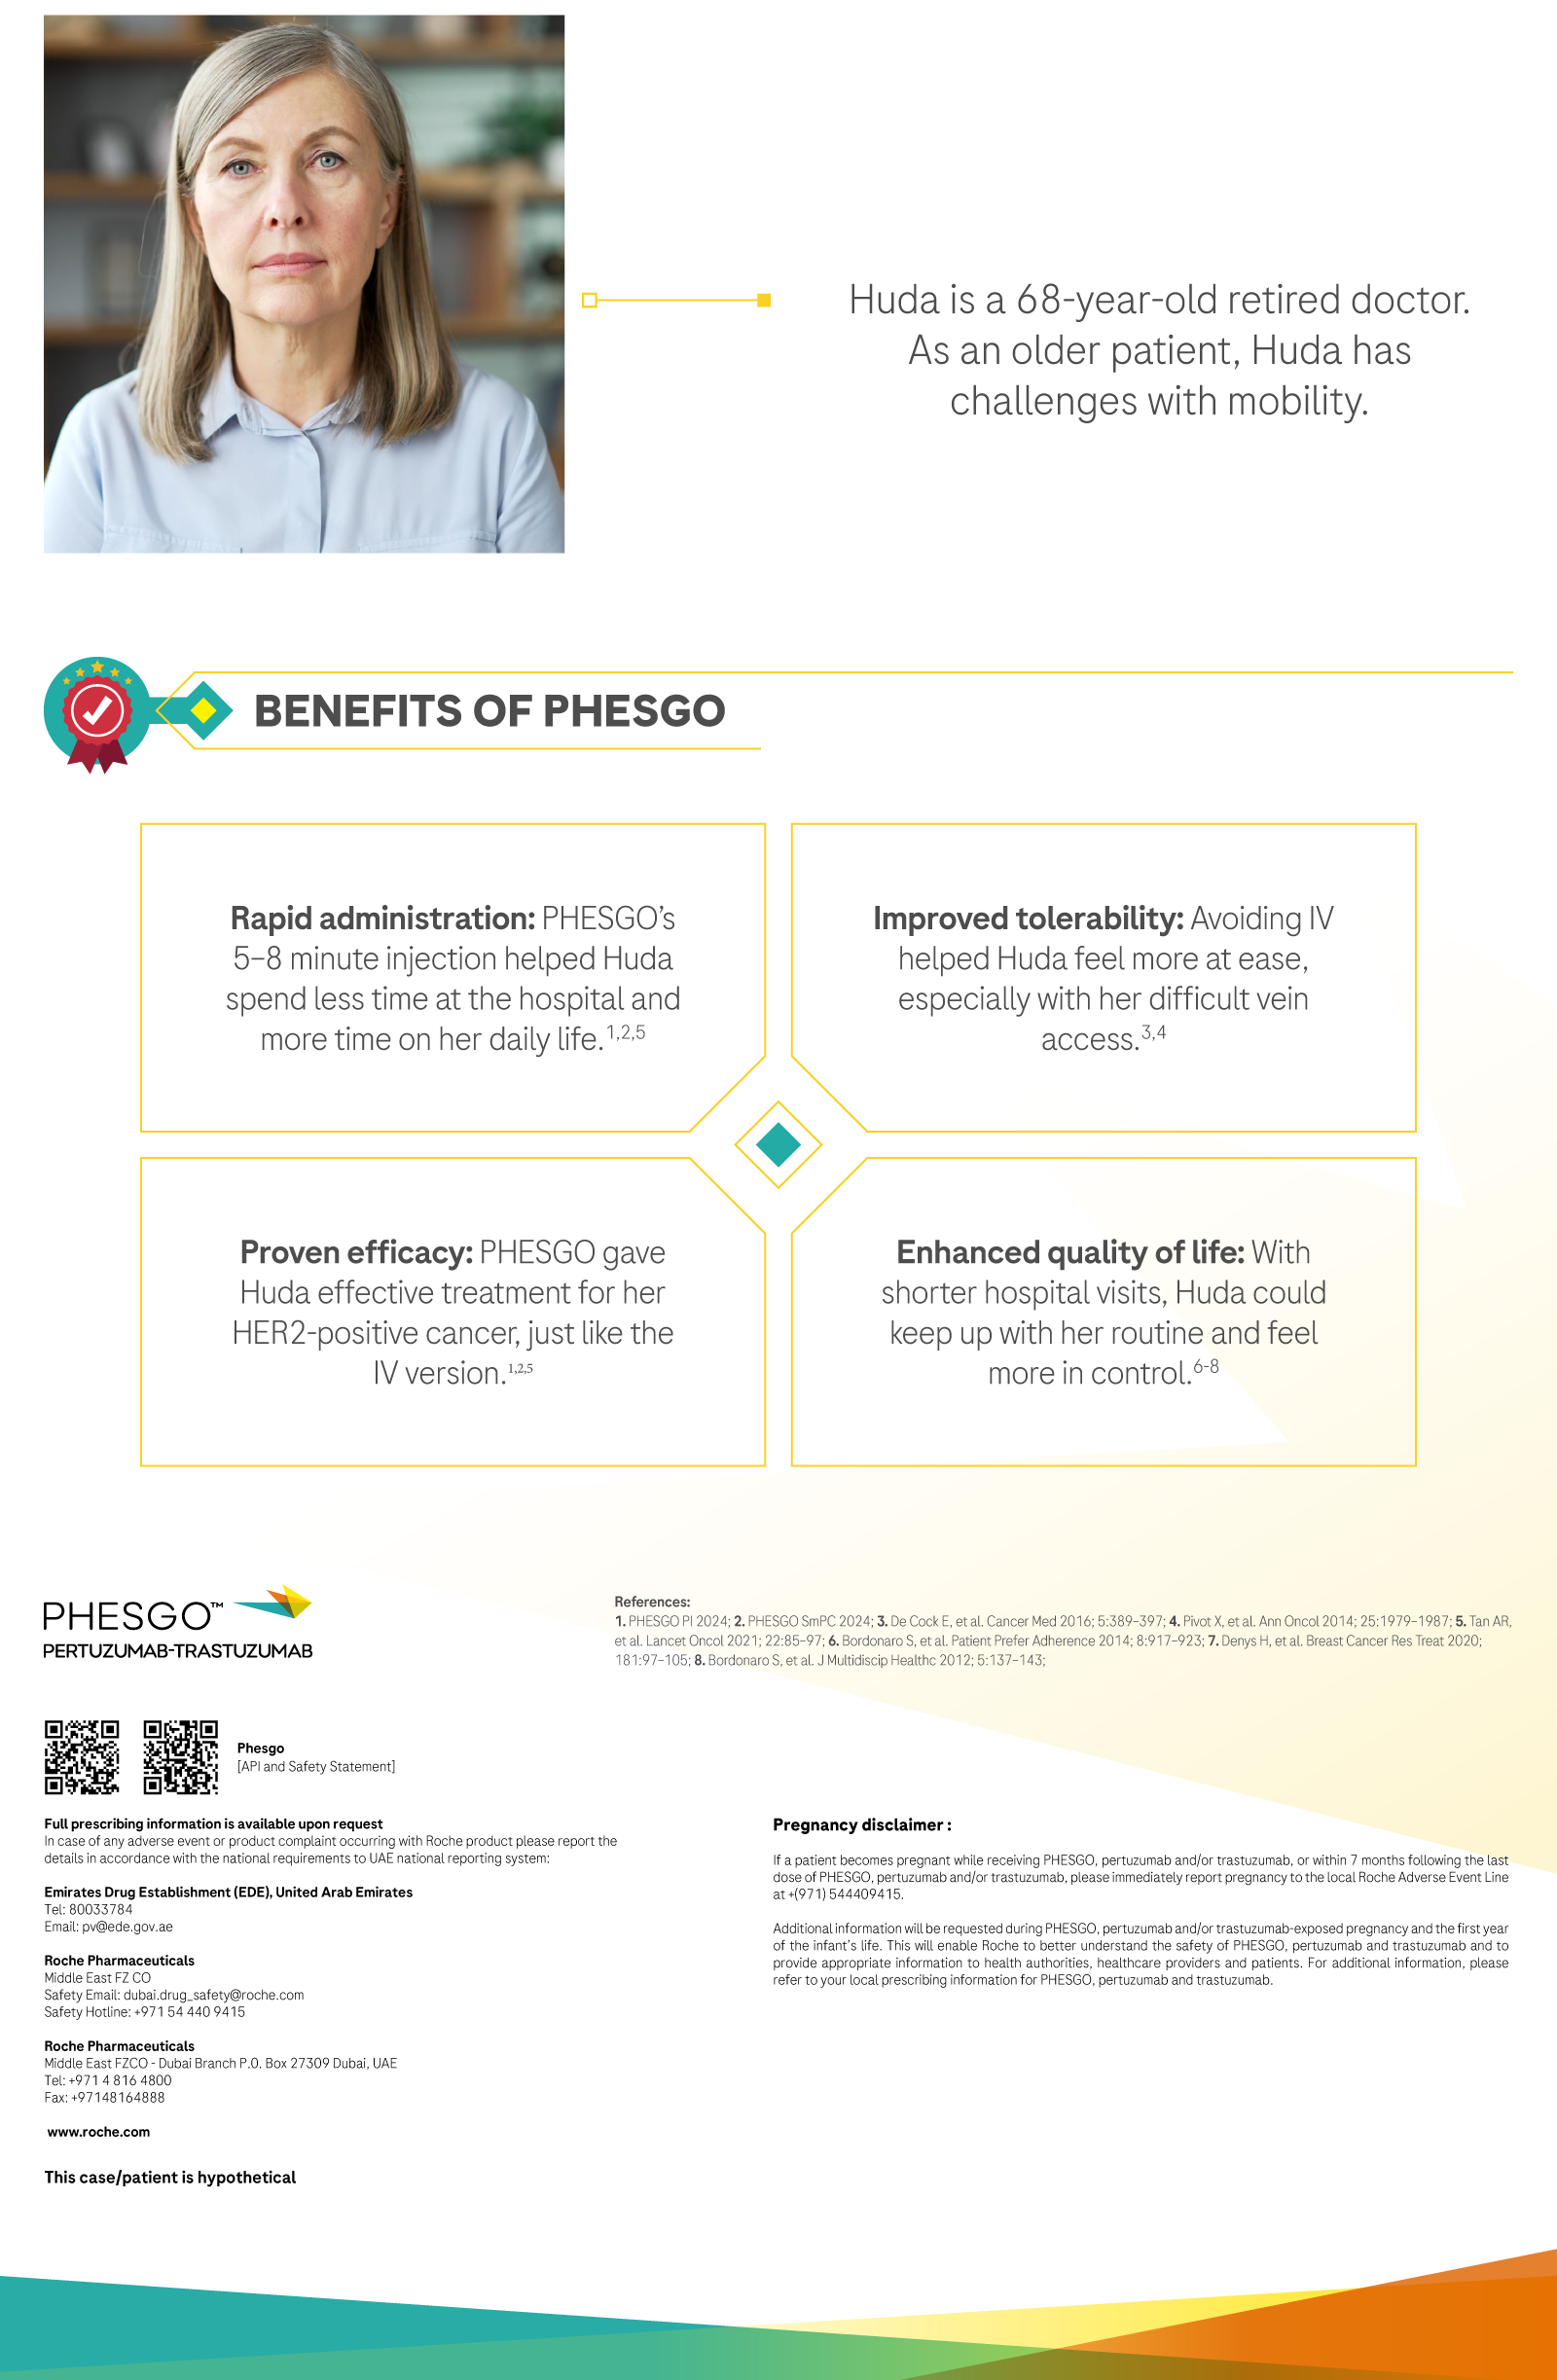 Huda is a 68-year-old retired doctor.
As an older patient, Huda has
challenges with mobility.
BENEFITS OF PHESGO
Rapid administration: PHESGO’s
5–8 minute injection helped Huda
spend less time at the hospital and
more time on her daily life.1,2,5
Improved tolerability: Avoiding IV
helped Huda feel more at ease,
especially with her difficult vein
access.3,4
Proven efficacy: PHESGO gave
Huda effective treatment for her
HER2-positive cancer, just like the
IV version.1,2,5
Enhanced quality of life: With
shorter hospital visits, Huda could
keep up with her routine and feel
more in control.6-8
PHESGO™
PERTUZUMAB-TRASTUZUMAB
References:
1. PHESGO PI 2024; 2. PHESGO SmPC 2024; 3. De Cock E, et al. Cancer Med 2016; 5:389–397; 4. Pivot X, et al. Ann Oncol 2014; 25:1979–1987; 5. Tan AR,
et al. Lancet Oncol 2021; 22:85–97; 6. Bordonaro S, et al. Patient Prefer Adherence 2014; 8:917–923; 7. Denys H, et al. Breast Cancer Res Treat 2020;
181:97–105; 8. Bordonaro S, et al. J Multidiscip Healthc 2012; 5:137–143;
Phesgo
[API and Safety Statement]
Full prescribing information is available upon request
In case of any adverse event or product complaint occurring with Roche product please report the
details in accordance with the national requirements to UAE national reporting system:
Emirates Drug Establishment (EDE), United Arab Emirates
Tel: 80033784
Email: pv@ede.gov.ae
Roche Pharmaceuticals
Middle East FZ CO
Safety Email: dubai.drug_safety@roche.com
Safety Hotline: +971 54 440 9415
Roche Pharmaceuticals
Middle East FZCO - Dubai Branch P.O. Box 27309 Dubai, UAE
Tel: +971 4 816 4800
Fax: +97148164888
www.roche.com
This case/patient is hypothetical
Pregnancy disclaimer :
If a patient becomes pregnant while receiving PHESGO, pertuzumab and/or trastuzumab, or within 7 months following the last
dose of PHESGO, pertuzumab and/or trastuzumab, please immediately report pregnancy to the local Roche Adverse Event Line
at +(971) 544409415.
Additional information will be requested during PHESGO, pertuzumab and/or trastuzumab-exposed pregnancy and the first year
of the infant’s life. This will enable Roche to better understand the safety of PHESGO, pertuzumab and trastuzumab and to
provide appropriate information to health authorities, healthcare providers and patients. For additional information, please
refer to your local prescribing information for PHESGO, pertuzumab and trastuzumab.